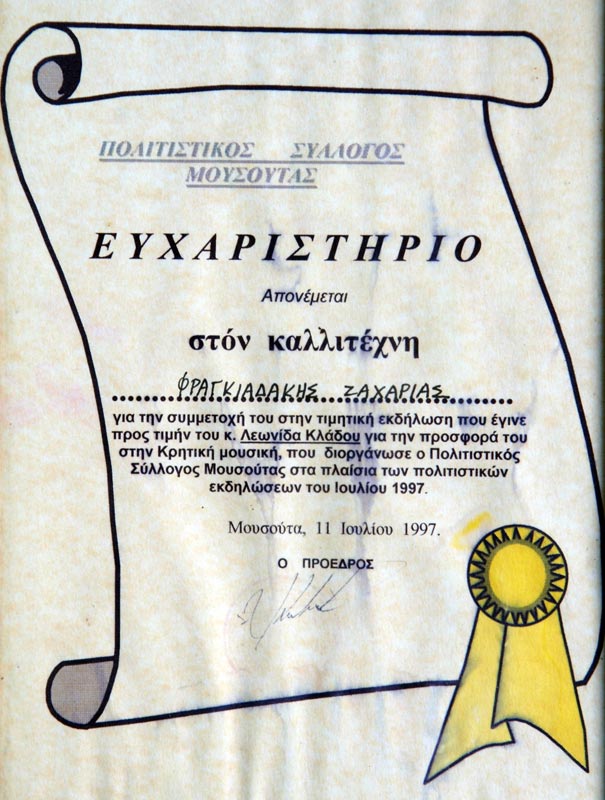 ΠΟΛΙΤΙΣΤΙΚΟΣ ΣΥΛΛΟΓΟΣ
ΜΟΥΣΟΥΤΑΣ
ΕΥΧΑΡΙΣΤΗΡΙΟ
Απονέμεται
στόν καλλιτέχνη
ΦΡΑΓΚΙΑΔΑΚΗΣ ΖΑΧΑΡΙΑΣ
για την συμμετοχή του στην τιμητική εκδήλωση που έγινε
προς τιμήν του κ. Λεωνίδα Κλάδου για την προσφορά του
στην Κρητική μουσική, που διοργάνωσε ο Πολιτιστικός
Σύλλογος Μουσούτας στα πλαίσια των πολιτιστικών
εκδηλώσεων του Ιουλίου 1997.
Μουσούτα, 11 Ιουλίου 1997.
Ο ΠΡΟΕΔΡΟΣ